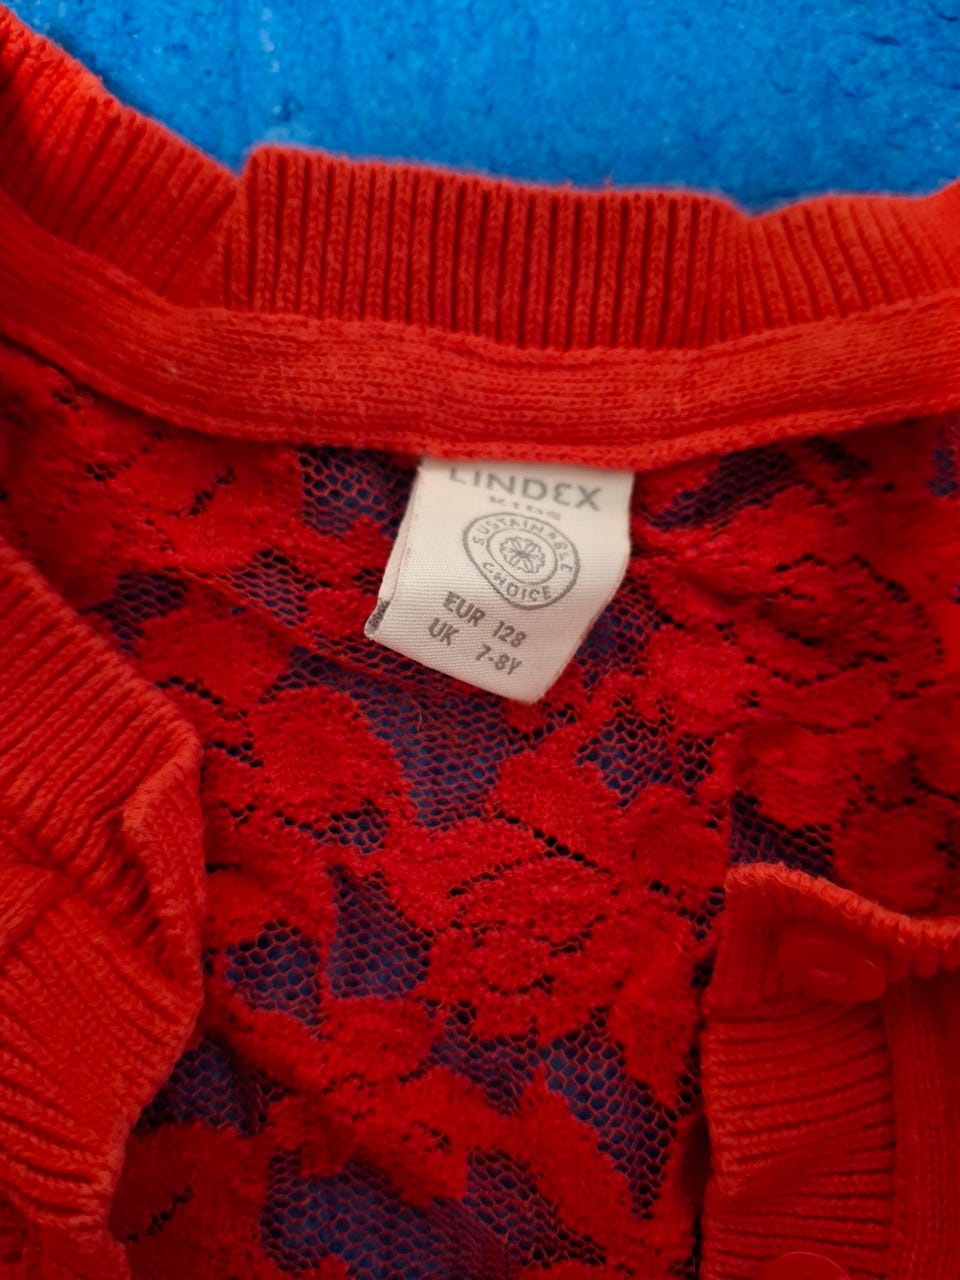 LINDEX
KIDS
SUSTAINABLE
CHOICE
EUR 128
UK 7-8Y